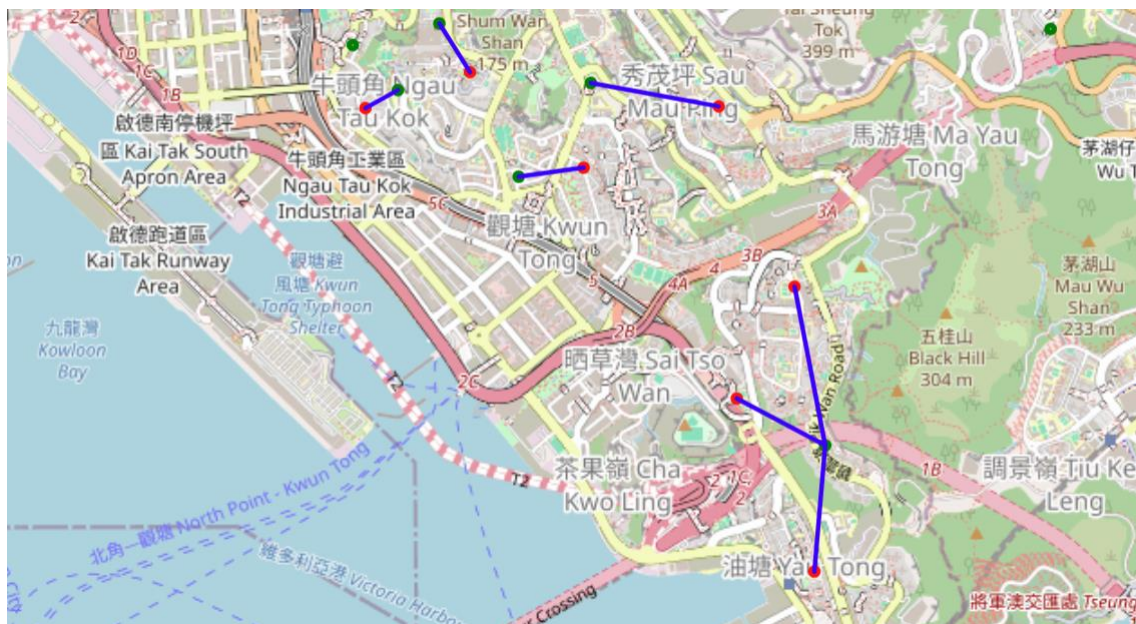 2
Shum Wan
Shan
175 m
Tok
399 m
1D
1C
1B
牛頭角 Ngau
Tau Kok
秀茂坪 Sau
Mau Ping
啟德南停機坪
區 Kai Tak South
Apron Area
T2
牛頭角工業區
Ngau Tau Kok
Industrial Area
5C
馬游塘 Ma Yau
Tong
茅湖仔
Wu T
3A
啟德跑道區
Kai Tak Runway
Area
觀塘避
風塘 Kwun
Tong Typhoon
Shelter
觀塘 Kwun
Tong
5
4A
4
3B
2B
茅湖山
Mau Wu
Shan
233 m
九龍灣
Kowloon
Bay
五桂山
Black Hill
304 m
晒草灣 Sai Tso
Wan
T2
2C
茶果嶺 Cha
Kwo Ling
2
1C,
2
1B
調景嶺 Tiu Ke
Leng
T2
北角—觀塘 North Point - Kwun Tong
維多利亞港 Victoria Harbo
油塘 Yau Tong
Crossing
將軍澳交匯處 Tseung